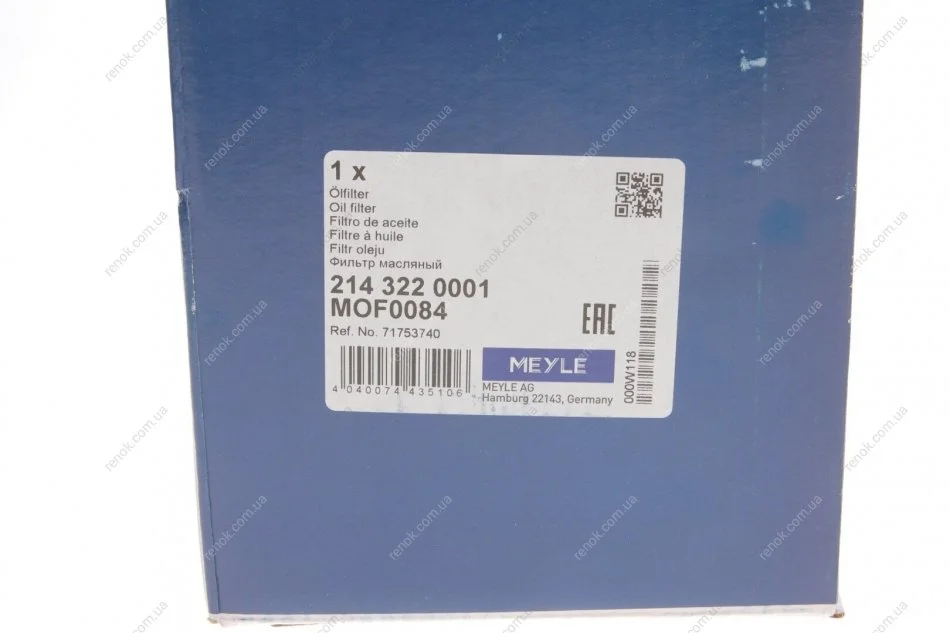 1 x
Ölfilter
Oil filter
Filtro de aceite
Filtre à huile
Filtr oleju
Фильтр масляный
214 322 0001
MOF0084
Ref. No. 71753740
EAC
4 040074 435106
MEYLE
MEYLE AG
Hamburg 22143, Germany
000W118
renok.com.ua